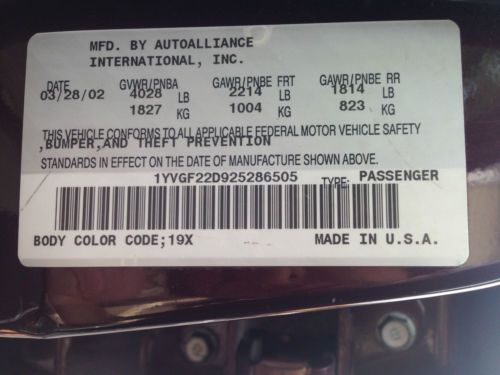 MFD. BY AUTOALLIANCE
INTERNATIONAL, INC.
DATE GVWR/PNBA GAWR/PNBE FRT GAWR/PNBE RR
03/28/02 4028 LB 2214 LB 1814 LB
1827 KG 1004 KG 823 KG
THIS VEHICLE CONFORMS TO ALL APPLICABLE FEDERAL MOTOR VEHICLE SAFETY
,BUMPER,AND THEFT PREVENTION
STANDARDS IN EFFECT ON THE DATE OF MANUFACTURE SHOWN ABOVE.
1YVGF22D925286505 TYPE: PASSENGER
BODY COLOR CODE;19X MADE IN U.S.A.